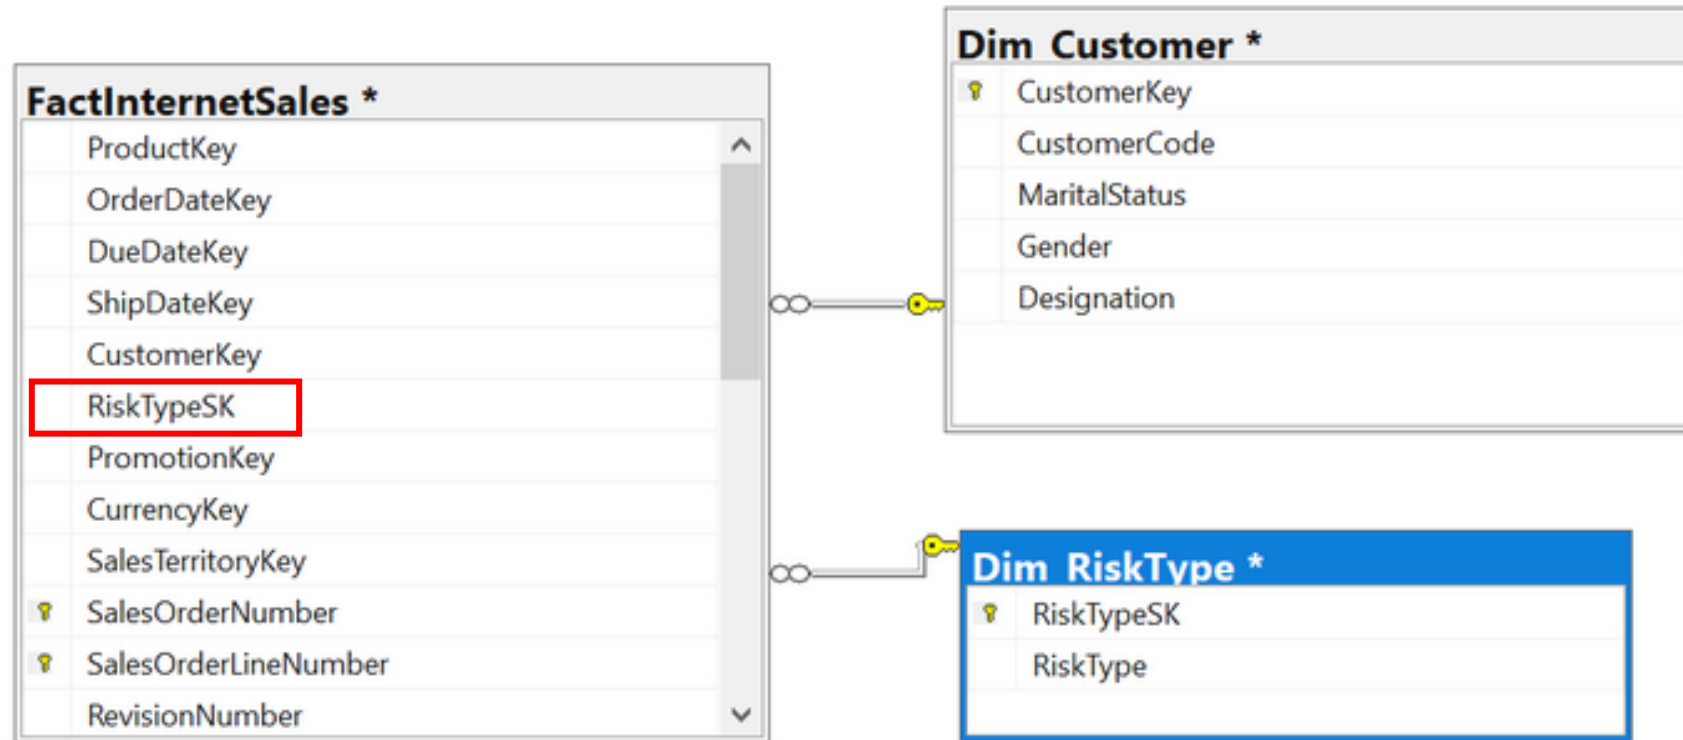 FactInternetSales *
ProductKey
OrderDateKey
DueDateKey
ShipDateKey
CustomerKey
RiskTypeSK
PromotionKey
CurrencyKey
SalesTerritoryKey
SalesOrderNumber
SalesOrderLineNumber
RevisionNumber
Dim_Customer *
CustomerKey
CustomerCode
MaritalStatus
Gender
Designation
Dim_RiskType *
RiskTypeSK
RiskType